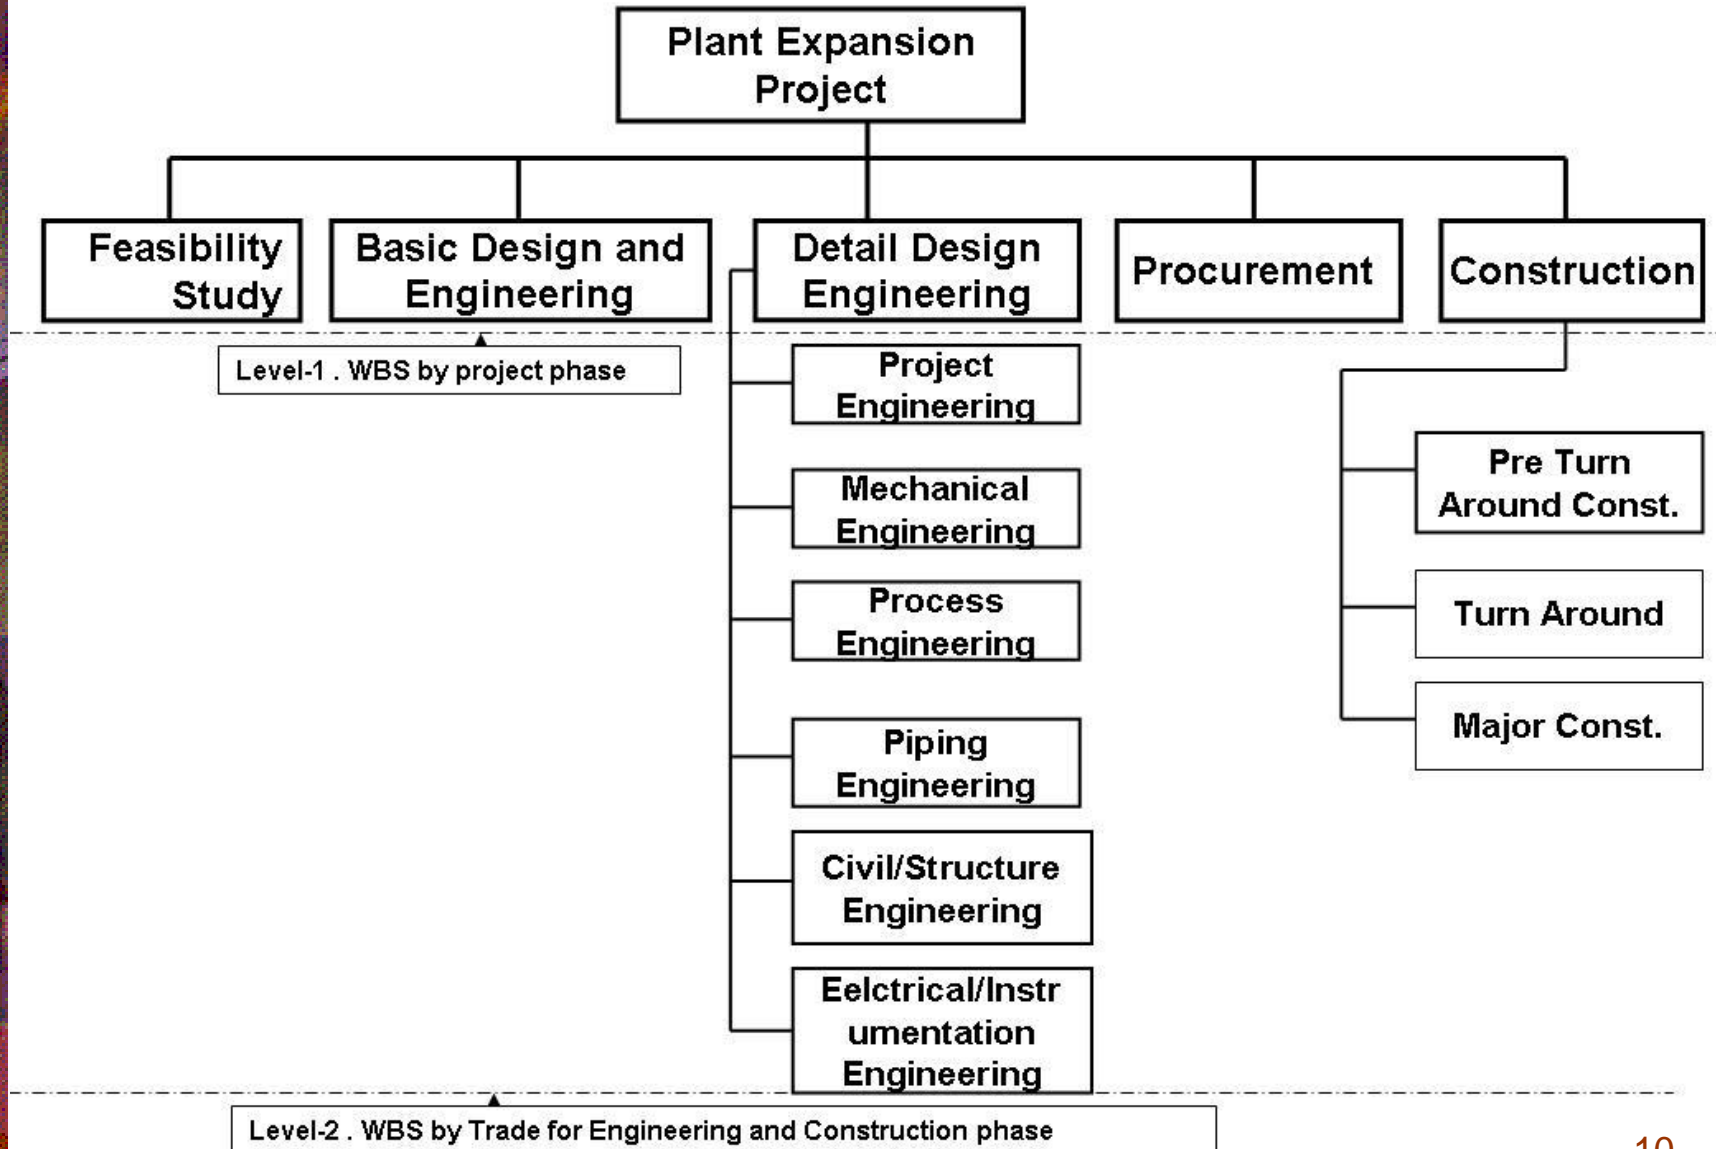 Plant Expansion
Project
Feasibility
Study
Basic Design and
Engineering
Detail Design
Engineering
Procurement
Construction
Level-1 . WBS by project phase
Project
Engineering
Mechanical
Engineering
Process
Engineering
Piping
Engineering
Civil/Structure
Engineering
Eelctrical/Instr
umentation
Engineering
Pre Turn
Around Const.
Turn Around
Major Const.
Level-2 . WBS by Trade for Engineering and Construction phase
10